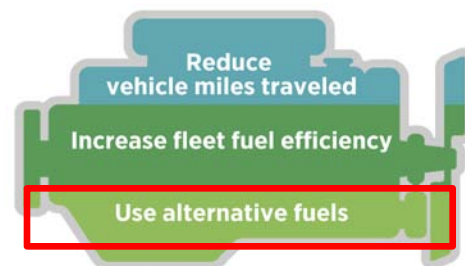 Reduce
vehicle miles traveled
Increase fleet fuel efficiency
Use alternative fuels